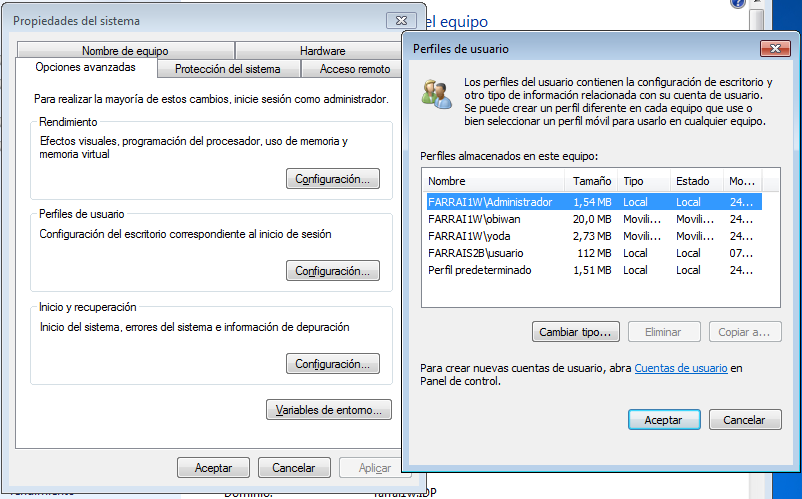 Propiedades del sistema
el equipo
Nombre de equipo
Hardware
Opciones avanzadas
Protección del sistema
Acceso remoto
Para realizar la mayoría de estos cambios, inicie sesión como administrador.
Rendimiento
Efectos visuales, programación del procesador, uso de memoria y
memoria virtual
Configuración...
Perfiles de usuario
Configuración del escritorio correspondiente al inicio de sesión
Configuración...
Inicio y recuperación
Inicio del sistema, errores del sistema e información de depuración
Configuración...
Variables de entorno...
Aceptar
Cancelar
Aplicar
Dominio:
Perfiles de usuario
Los perfiles del usuario contienen la configuración de escritorio y
otro tipo de información relacionada con su cuenta de usuario.
Se puede crear un perfil diferente en cada equipo que use o
bien seleccionar un perfil móvil para usarlo en cualquier equipo.
Perfiles almacenados en este equipo:
Nombre Tamaño Tipo Estado Mo...
FARRAI1W\Administrador 1,54 MB Local Local 24...
FARRAI1W\obiwan 20,0 MB Movili... Movili... 24...
FARRAI1W\yoda 2,73 MB Movili... Movili... 24...
FARRAIS2B\usuario 112 MB Local Local 07...
Perfil predeterminado 1,51 MB Local Local 24...
Cambiar tipo...
Eliminar
Copiar a...
Para crear nuevas cuentas de usuario, abra Cuentas de usuario en
Panel de control.
Aceptar
Cancelar